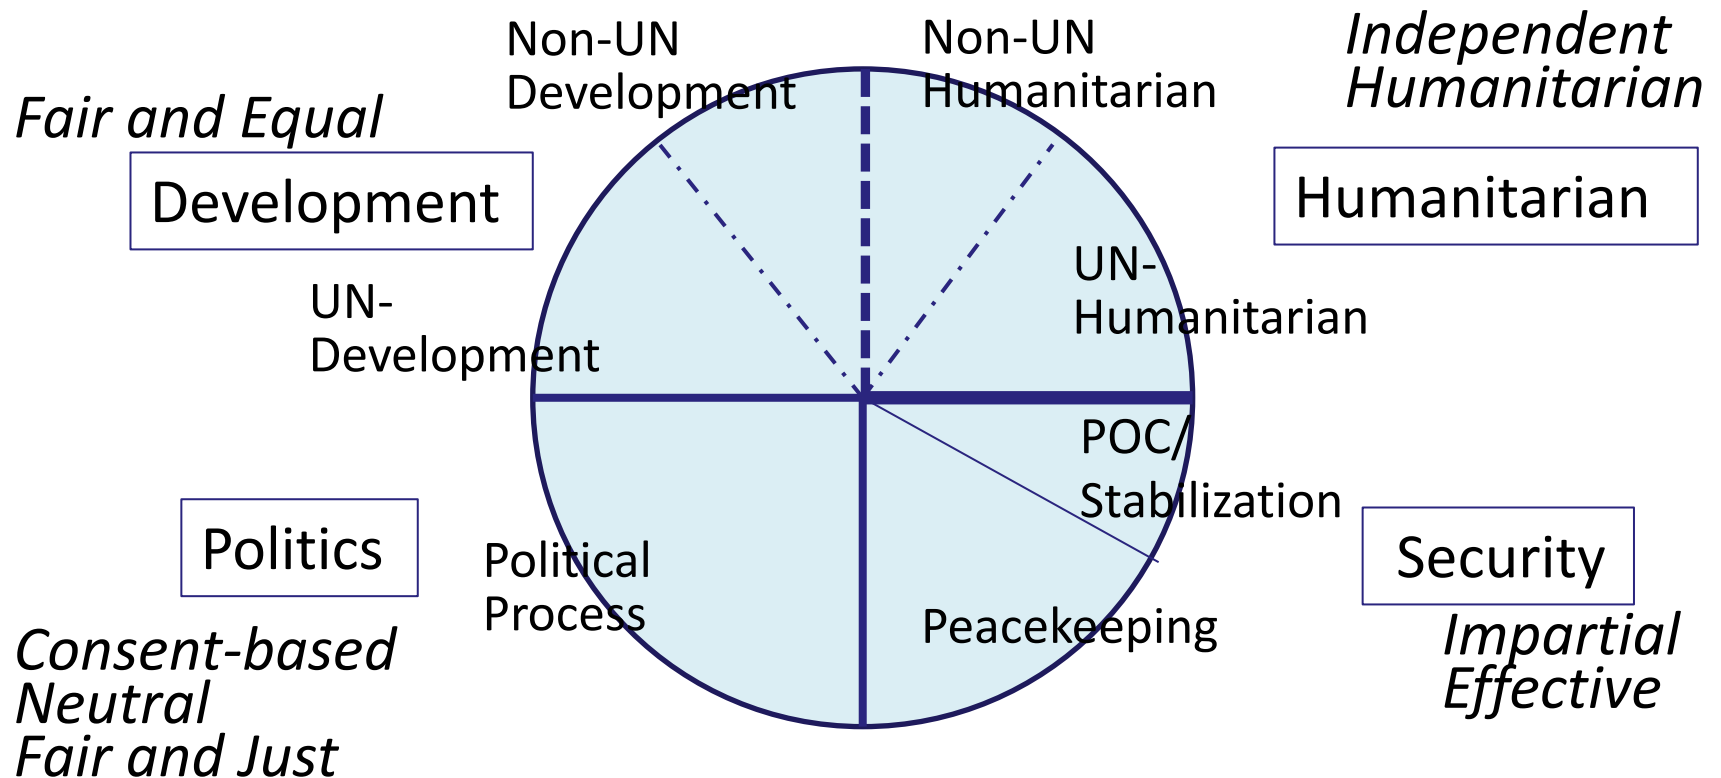 Non-UN
Development
Non-UN
Humanitarian
Independent
Humanitarian
Fair and Equal
Development
Humanitarian
UN-
Development
UN-
Humanitarian
POC/
Stabilization
Politics
Political
Process
Security
Peacekeeping
Consent-based
Neutral
Fair and Just
Impartial
Effective